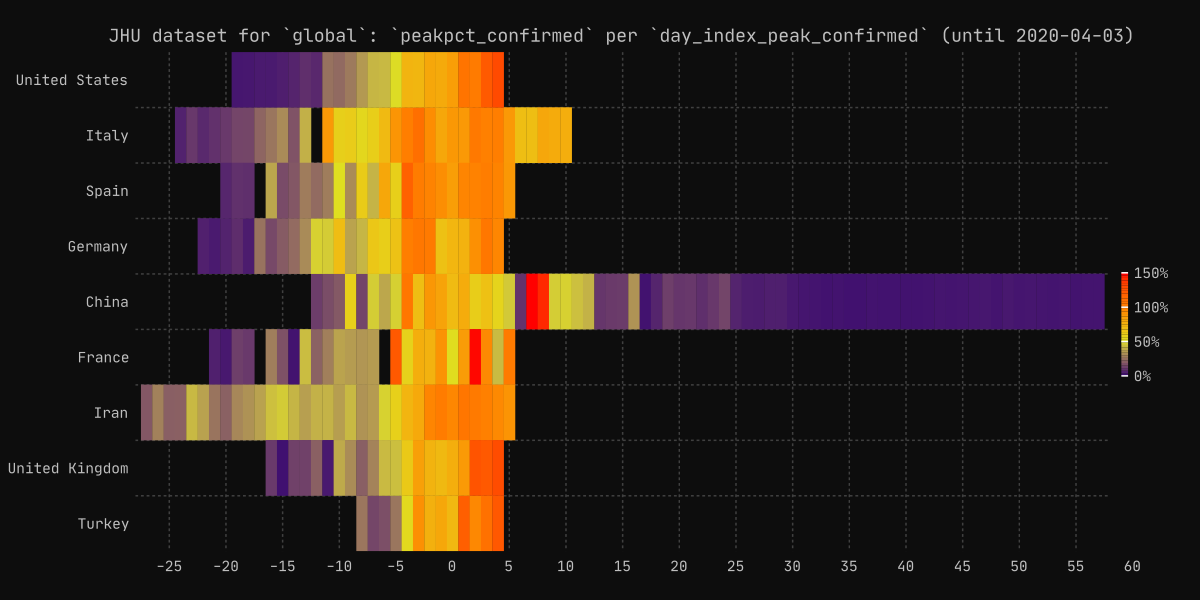 JHU dataset for `global`: `peakpct_confirmed` per `day_index_peak_confirmed` (until 2020-04-03)
United States
Italy
Spain
Germany
China
France
Iran
United Kingdom
Turkey
150%
100%
50%
0%
-25 -20 -15 -10 -5 0 5 10 15 20 25 30 35 40 45 50 55 60